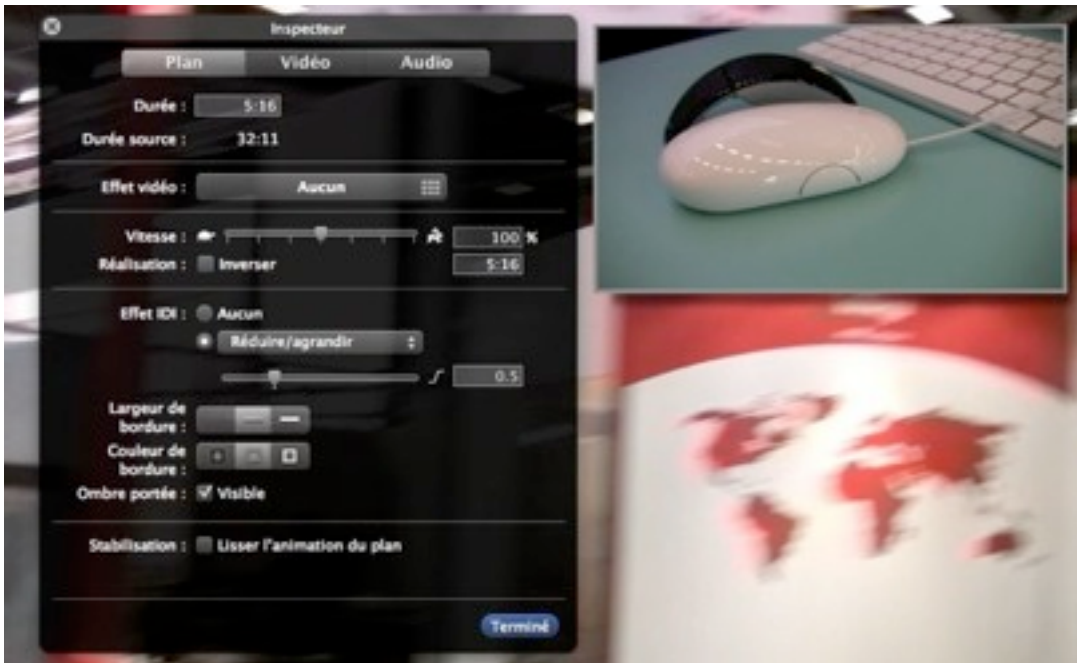 Inspecteur
Plan Vidéo Audio
Durée : 5:16
Durée source : 32:11
Effet vidéo : Aucun
Vitesse : 100 %
Réalisation : Inverser 5:16
Effet IDI : Aucun
Réduire/agrandir
0.5
Largeur de
bordure :
Couleur de
bordure :
Ombre portée : Visible
Stabilisation : Lisser l'animation du plan
Terminé